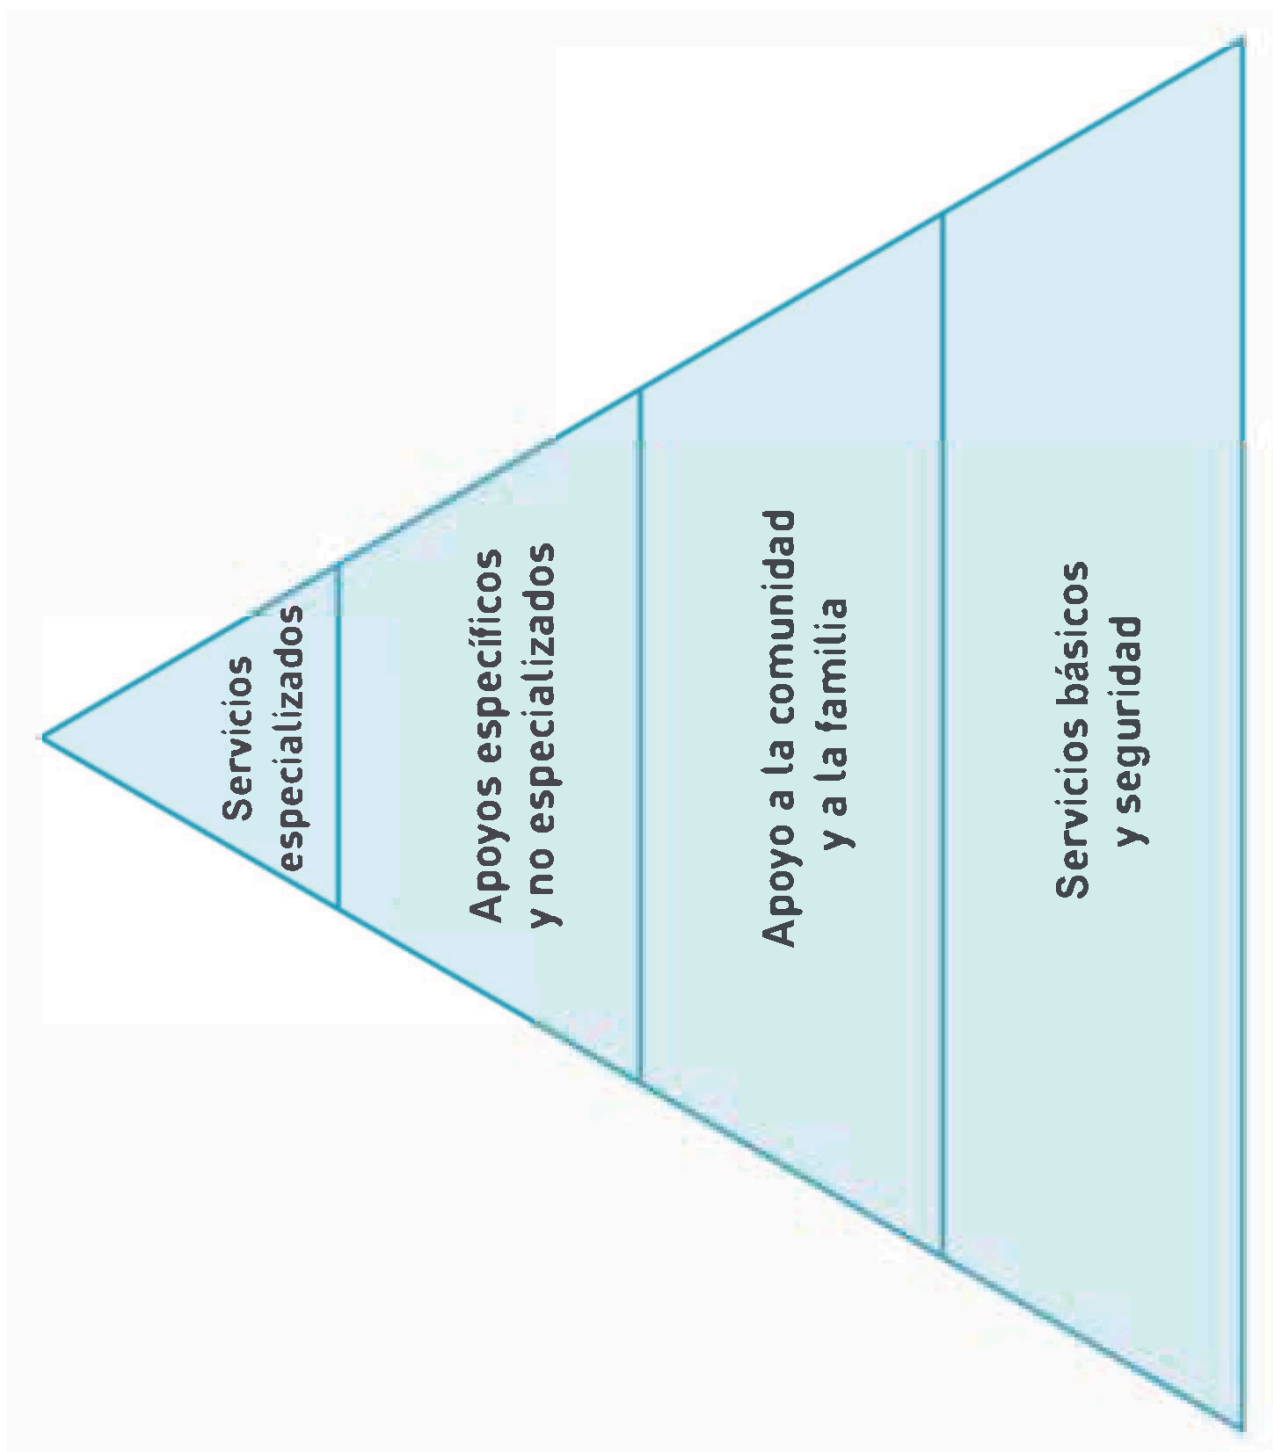 Servicios
especializados
Apoyos específicos
y no especializados
Apoyo a la comunidad
y a la familia
Servicios básicos
y seguridad